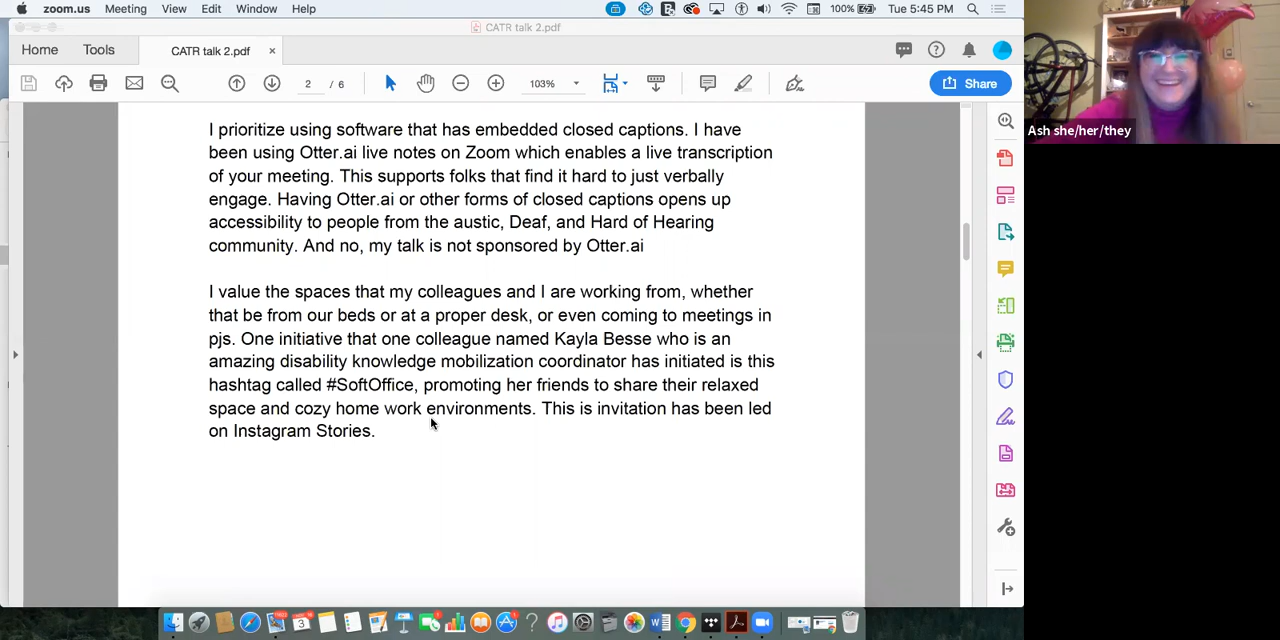 zoom.us Meeting View Edit Window Help 100% Tue 5:45 PM
CATR talk 2.pdf
Home Tools CATR talk 2.pdf ×
2 / 6 103% Share
I prioritize using software that has embedded closed captions. I have
been using Otter.ai live notes on Zoom which enables a live transcription
of your meeting. This supports folks that find it hard to just verbally
engage. Having Otter.ai or other forms of closed captions opens up
accessibility to people from the austic, Deaf, and Hard of Hearing
community. And no, my talk is not sponsored by Otter.ai
I value the spaces that my colleagues and I are working from, whether
that be from our beds or at a proper desk, or even coming to meetings in
pjs. One initiative that one colleague named Kayla Besse who is an
amazing disability knowledge mobilization coordinator has initiated is this
hashtag called #SoftOffice, promoting her friends to share their relaxed
space and cozy home work environments. This is invitation has been led
on Instagram Stories.
Ash she/her/they